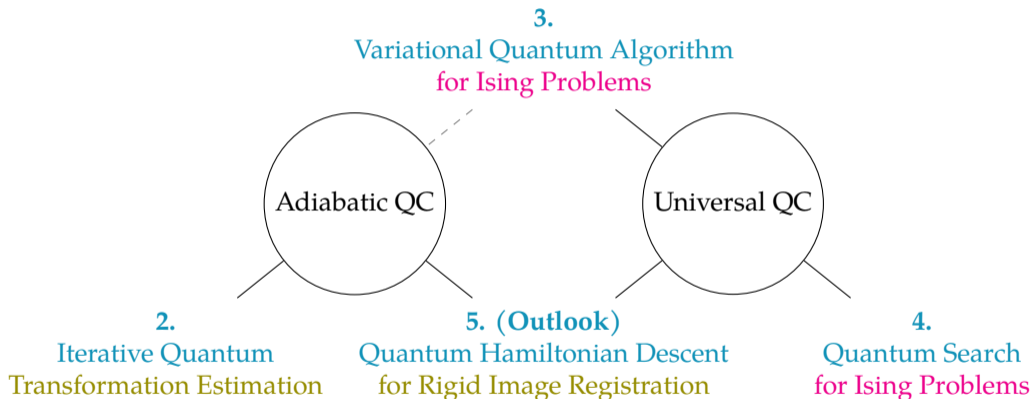 3.
Variational Quantum Algorithm
for Ising Problems
Adiabatic QC
Universal QC
2.
Iterative Quantum
Transformation Estimation
5. (Outlook)
Quantum Hamiltonian Descent
for Rigid Image Registration
4.
Quantum Search
for Ising Problems